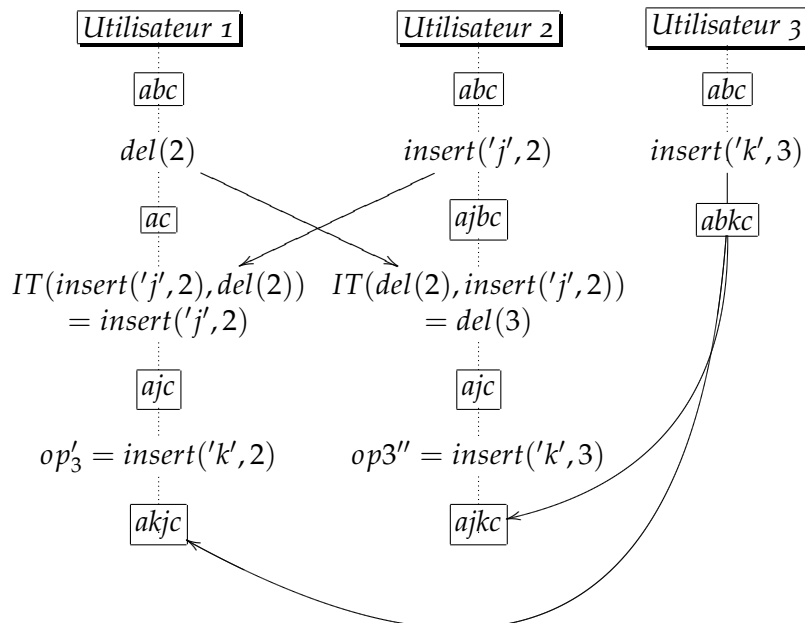 Utilisateur 1 Utilisateur 2 Utilisateur 3
abc abc abc
del(2) insert('j', 2) insert('k', 3)
ac ajbc abkc
IT(insert('j', 2), del(2)) IT(del(2), insert('j', 2))
= insert('j', 2) = del(3)
ajc ajc
op′₃ = insert('k', 2) op3″ = insert('k', 3)
akjc ajkc